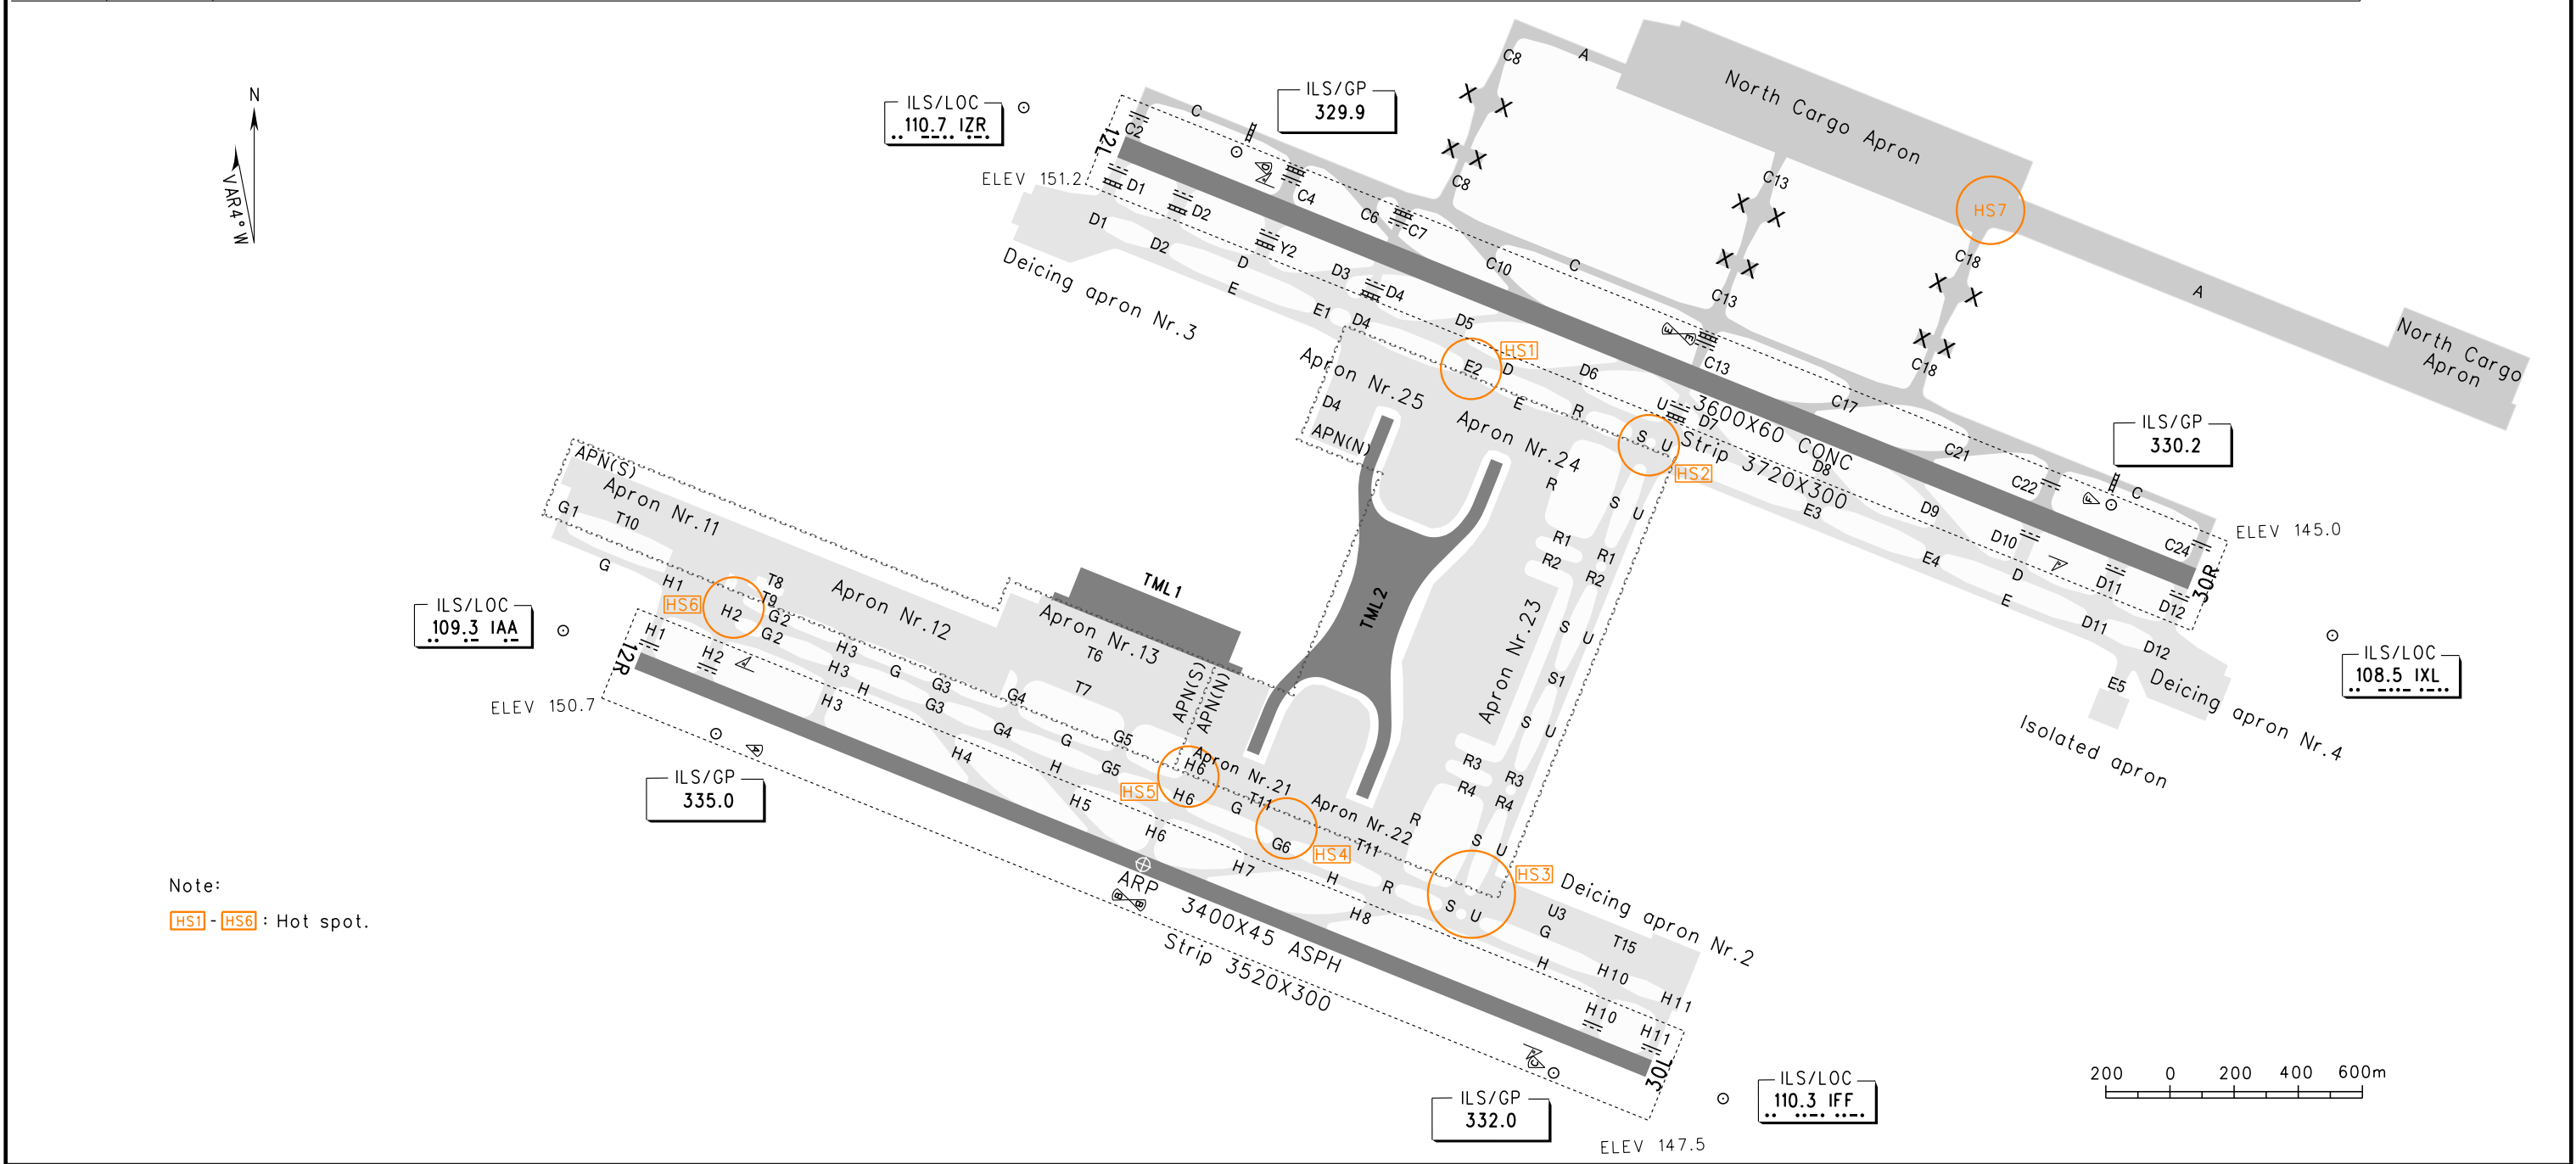 N
VAR4°W
ILS/LOC
110.7 IZR
ILS/GP
329.9
ELEV 151.2
12L
C2
C
C4
C6
C7
C8
C8
A
North Cargo Apron
HS7
C13
C13
C13
C18
C18
A
North Cargo
Apron
D1
D2
Y2
D3
D4
D5
D6
C10
C
C17
C21
C22
C
C24
D1
D2
D
E
E1
D4
E2
HS1
D
E
R
U
D7
3600X60 CONC
Strip 3720X300
D8
D9
D10
D11
D12
30R
ELEV 145.0
ILS/GP
330.2
Deicing apron Nr.3
Apron Nr.25
D4
APN(N)
Apron Nr.24
S U
HS2
E3
E4
D
E
D11
D12
E5
Deicing apron Nr.4
Isolated apron
ILS/LOC
108.5 IXL
R
S
U
R1
R2
R1
R2
Apron Nr.23
S U
S1
S U
R3
R4
R3
R4
R
S U
TML2
TML1
APN(S)
Apron Nr.11
G1
T10
G
H1
H2
HS6
T8
T9
G2
G2
Apron Nr.12
H3
H3
G
H
G3
G3
G4
G4
Apron Nr.13
T6
T7
G
G5
G5
APN(S)
APN(N)
H6
H6
HS5
Apron Nr.21
T11
G
G6
HS4
Apron Nr.22
T11
ILS/LOC
109.3 IAA
H1
H2
12R
ELEV 150.7
H3
H4
H
H5
H6
H7
H
R
H8
S U
HS3
Deicing apron Nr.2
U3
G
T15
H
H10
H11
H10
H11
30L
ILS/GP
335.0
ARP
3400X45 ASPH
Strip 3520X300
ILS/GP
332.0
ELEV 147.5
ILS/LOC
110.3 IFF
Note:
HS1 - HS6 : Hot spot.
200 0 200 400 600m